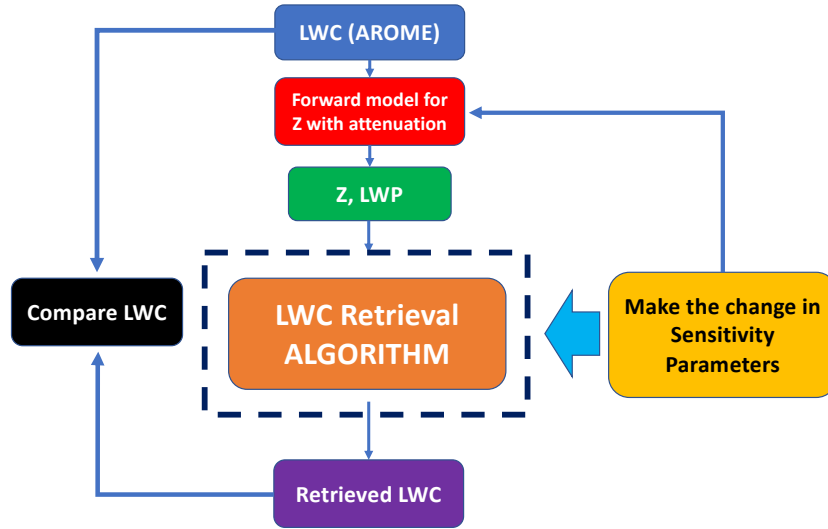 LWC (AROME)
Forward model for
Z with attenuation
Z, LWP
LWC Retrieval
ALGORITHM
Compare LWC
Make the change in
Sensitivity
Parameters
Retrieved LWC